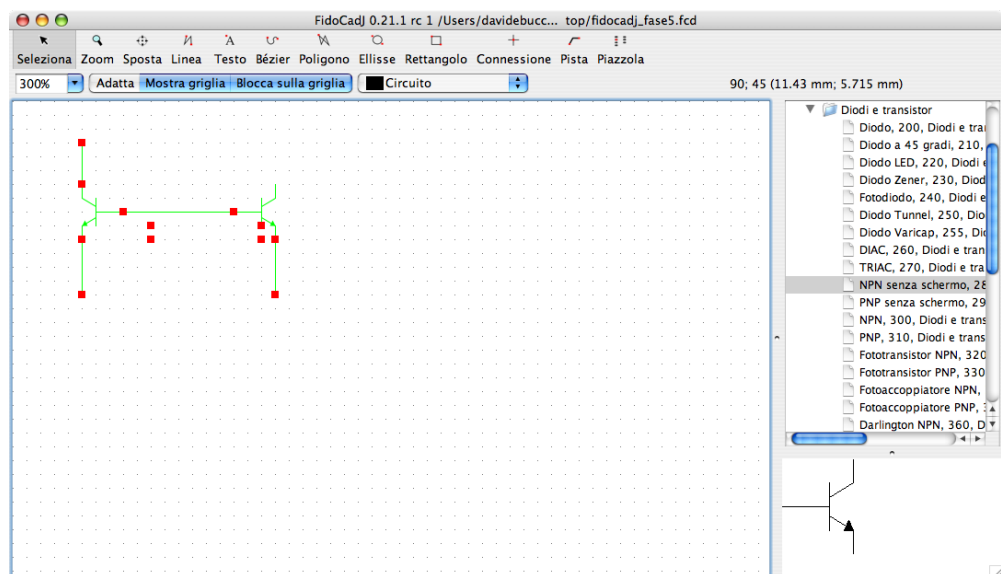 FidoCadJ 0.21.1 rc 1 /Users/davidebucc... top/fidocadj_fase5.fcd
Seleziona Zoom Sposta Linea Testo Bézier Poligono Ellisse Rettangolo Connessione Pista Piazzola
300% Adatta Mostra griglia Blocca sulla griglia Circuito 90; 45 (11.43 mm; 5.715 mm)
Diodi e transistor
Diodo, 200, Diodi e tra
Diodo a 45 gradi, 210,
Diodo LED, 220, Diodi e
Diodo Zener, 230, Diod
Fotodiodo, 240, Diodi e
Diodo Tunnel, 250, Dio
Diodo Varicap, 255, Dio
DIAC, 260, Diodi e tran
TRIAC, 270, Diodi e tra
NPN senza schermo, 28
PNP senza schermo, 29
NPN, 300, Diodi e trans
PNP, 310, Diodi e trans
Fototransistor NPN, 320
Fototransistor PNP, 330
Fotoaccoppiatore NPN,
Fotoaccoppiatore PNP,
Darlington NPN, 360, D